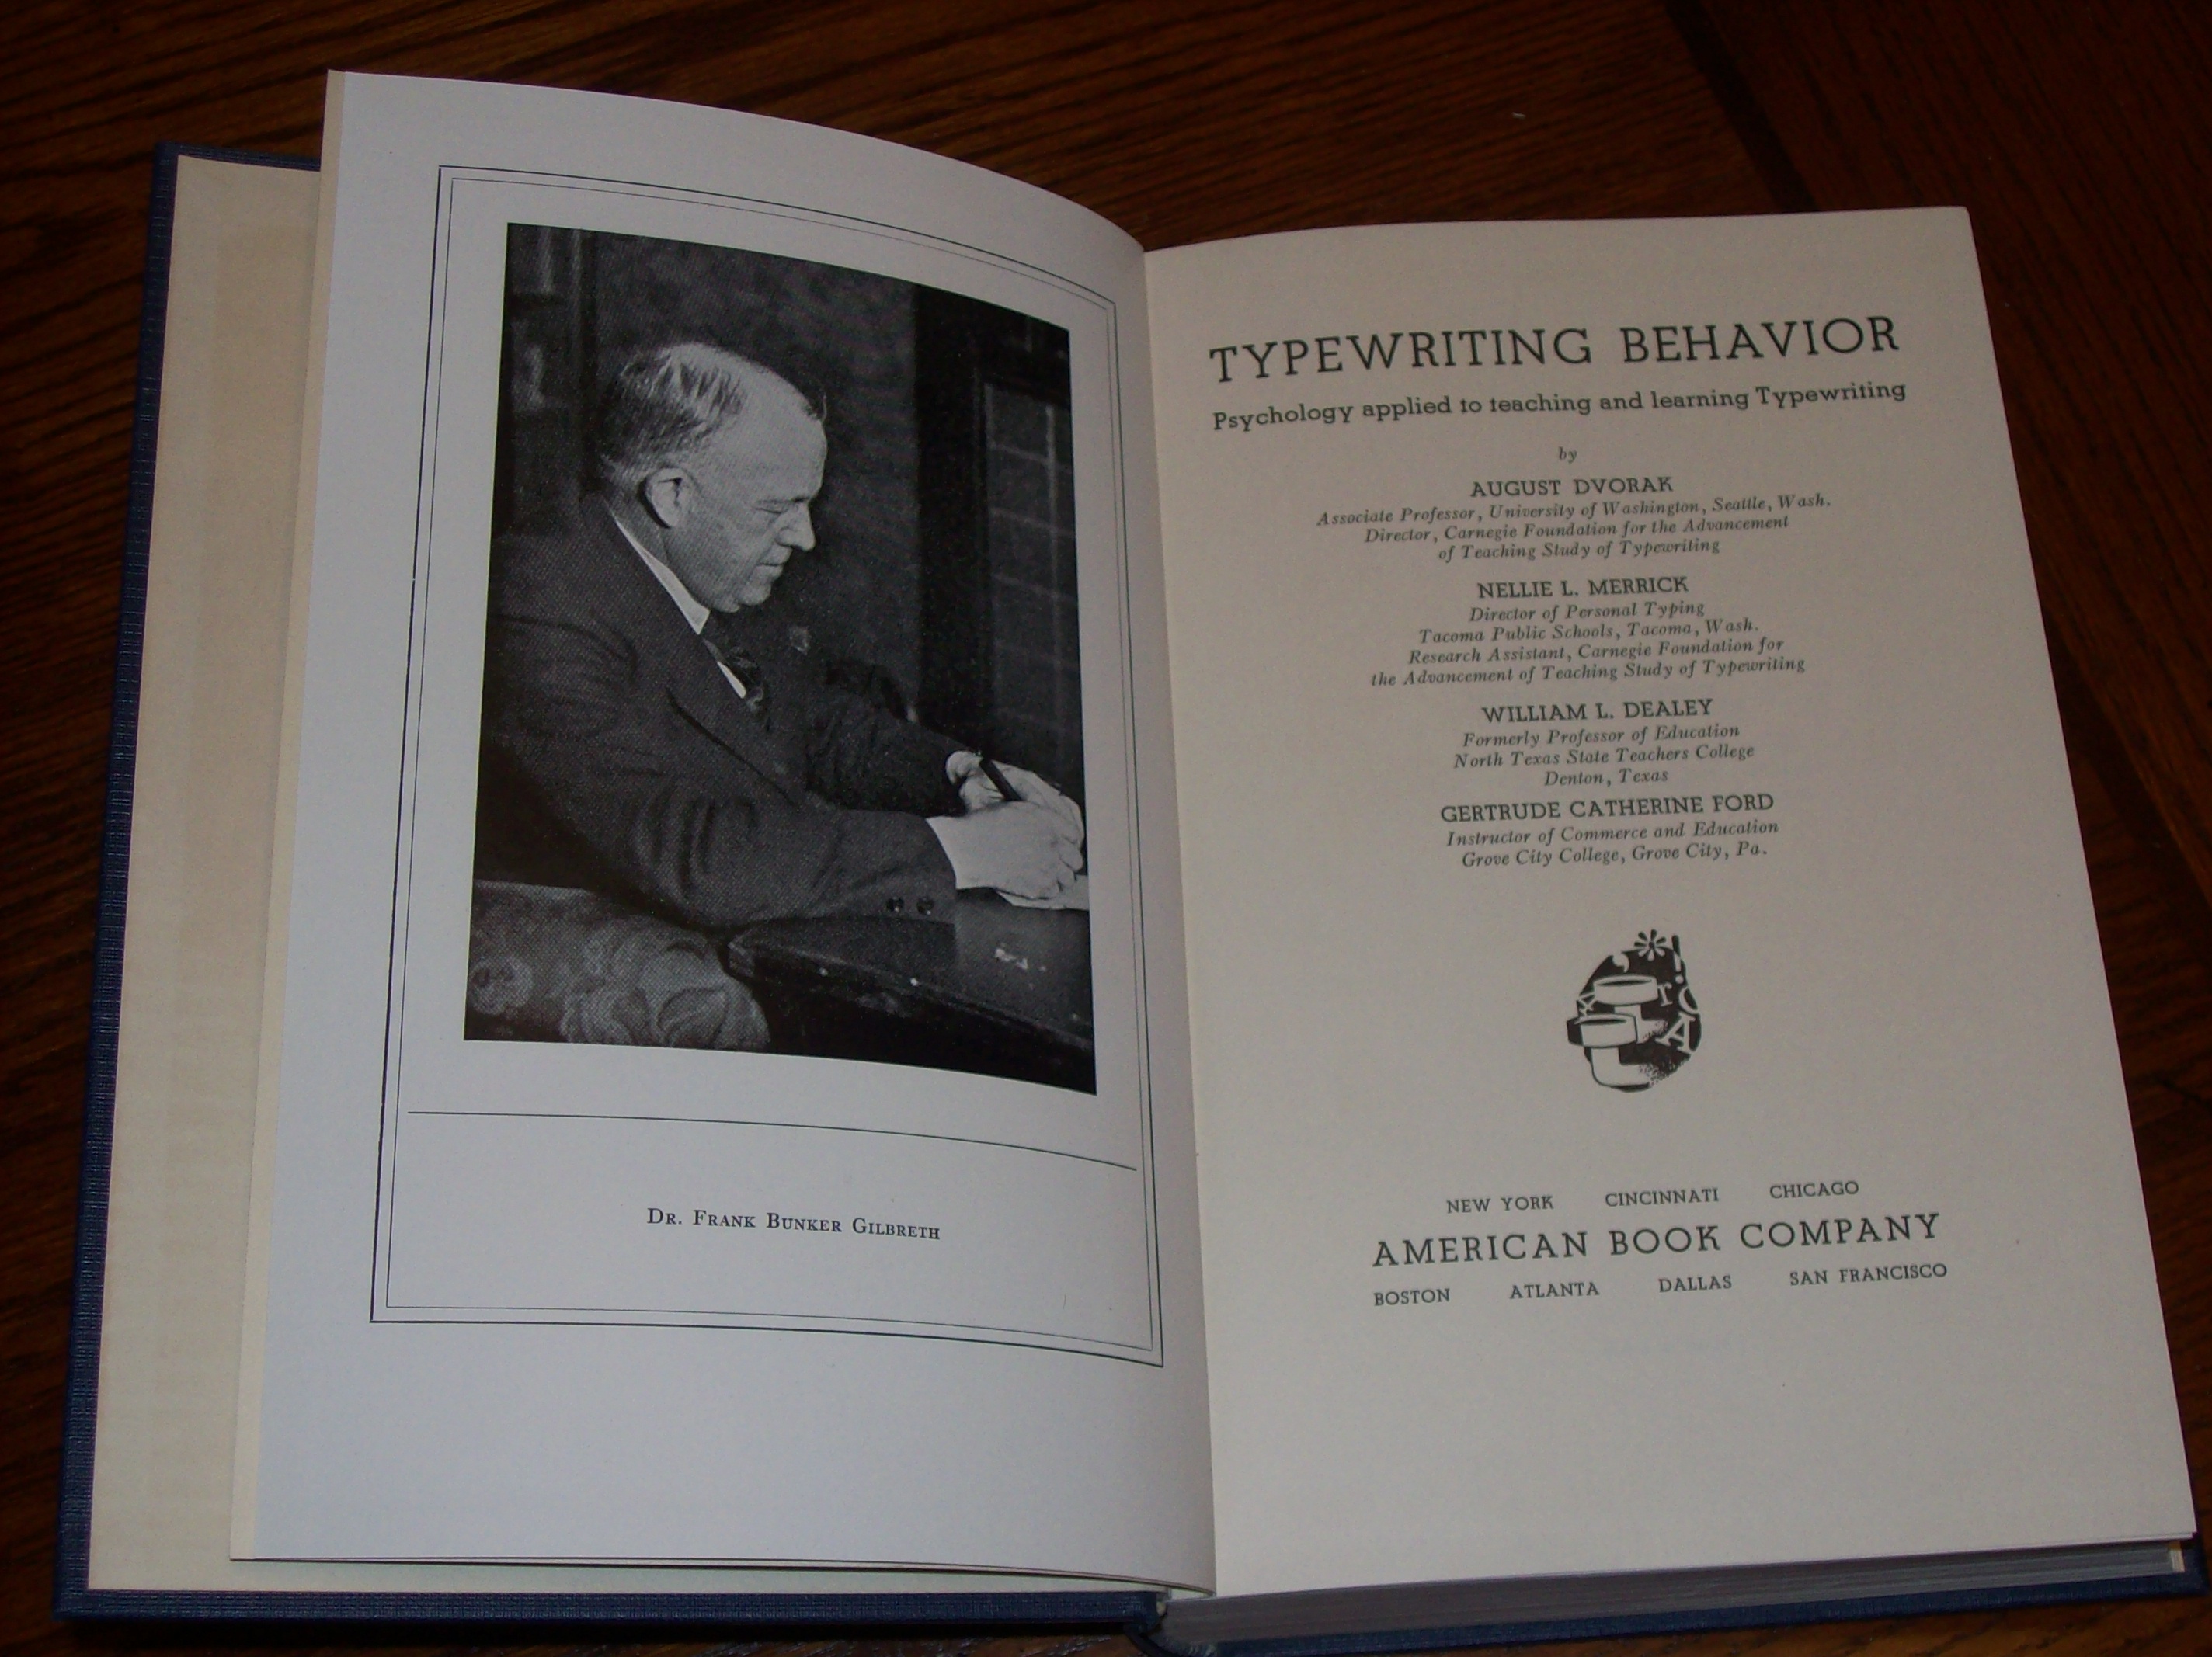 DR. FRANK BUNKER GILBRETH
TYPEWRITING BEHAVIOR
Psychology applied to teaching and learning Typewriting
by
AUGUST DVORAK
Associate Professor, University of Washington, Seattle, Wash.
Director, Carnegie Foundation for the Advancement
of Teaching Study of Typewriting
NELLIE L. MERRICK
Director of Personal Typing
Tacoma Public Schools, Tacoma, Wash.
Research Assistant, Carnegie Foundation for
the Advancement of Teaching Study of Typewriting
WILLIAM L. DEALEY
Formerly Professor of Education
North Texas State Teachers College
Denton, Texas
GERTRUDE CATHERINE FORD
Instructor of Commerce and Education
Grove City College, Grove City, Pa.
NEW YORK CINCINNATI CHICAGO
AMERICAN BOOK COMPANY
BOSTON ATLANTA DALLAS SAN FRANCISCO